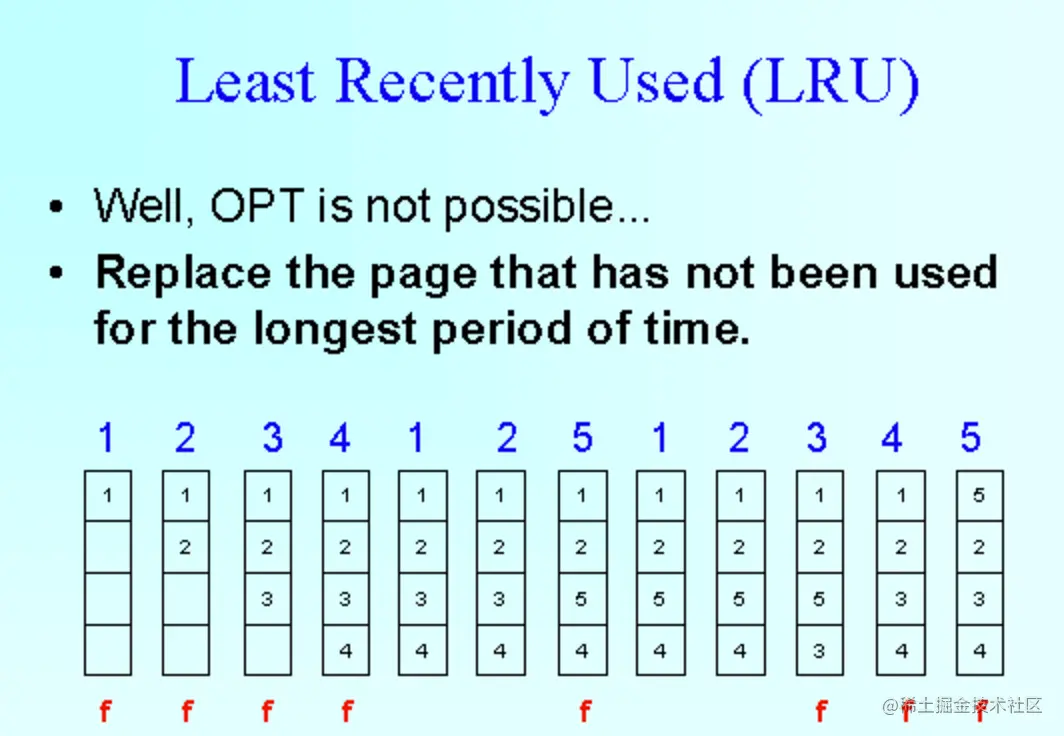 Least Recently Used (LRU)
• Well, OPT is not possible...
• Replace the page that has not been used
for the longest period of time.
1 2 3 4 1 2 5 1 2 3 4 5
1 1 1 1 1 1 1 1 1 1 1 5
2 2 2 2 2 2 2 2 2 2 2
3 3 3 3 5 5 5 5 3 3
4 4 4 4 4 4 3 4 4
f f f f f f f f
@稀土掘金技术社区